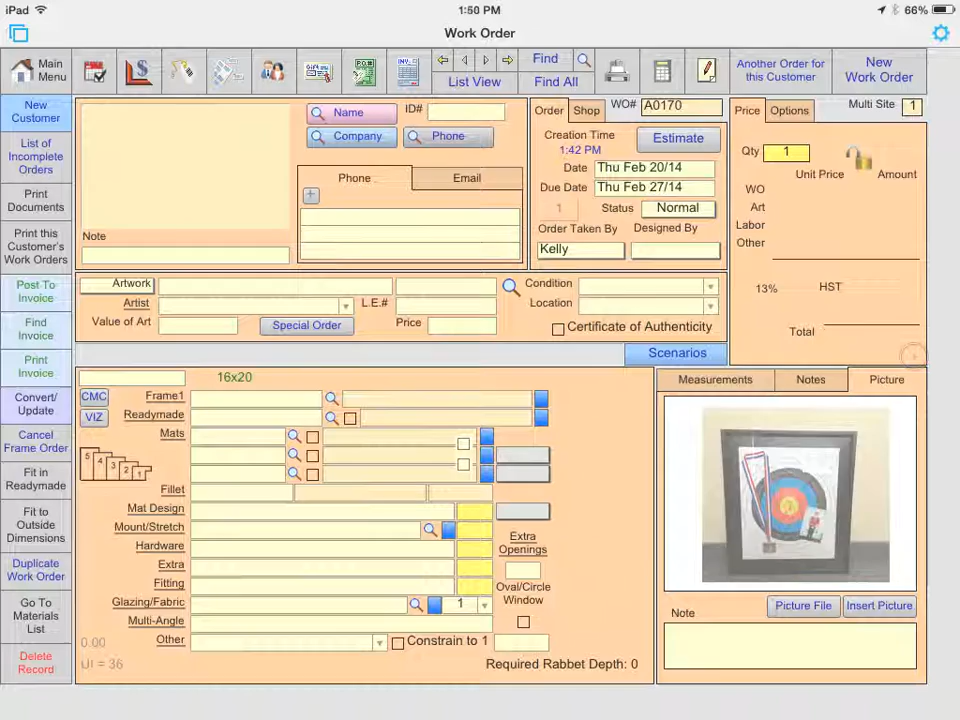 iPad
1:50 PM
66%
Work Order
Main
Menu
Find
List View
Find All
Another Order for
this Customer
New
Work Order
New
Customer
List of
Incomplete
Orders
Print
Documents
Print this
Customer's
Work Orders
Post To
Invoice
Find
Invoice
Print
Invoice
Convert/
Update
Cancel
Frame Order
Fit in
Readymade
Fit to
Outside
Dimensions
Duplicate
Work Order
Go To
Materials
List
Delete
Record
Name
ID#
Company
Phone
Phone
Email
Note
Order
Shop
WO#
A0170
Creation Time
1:42 PM
Estimate
Date
Thu Feb 20/14
Due Date
Thu Feb 27/14
1
Status
Normal
Order Taken By
Designed By
Kelly
Price
Options
Multi Site
1
Qty
1
Unit Price
Amount
WO
Art
Labor
Other
13%
HST
Total
Artwork
Condition
Artist
L.E.#
Location
Value of Art
Special Order
Price
Certificate of Authenticity
Scenarios
16x20
CMC
Frame1
VIZ
Readymade
Mats
5 4 3 2 1
Fillet
Mat Design
Mount/Stretch
Hardware
Extra
Fitting
Glazing/Fabric
1
Multi-Angle
Other
Constrain to 1
Extra
Openings
Oval/Circle
Window
0.00
UI = 36
Required Rabbet Depth: 0
Measurements
Notes
Picture
Note
Picture File
Insert Picture